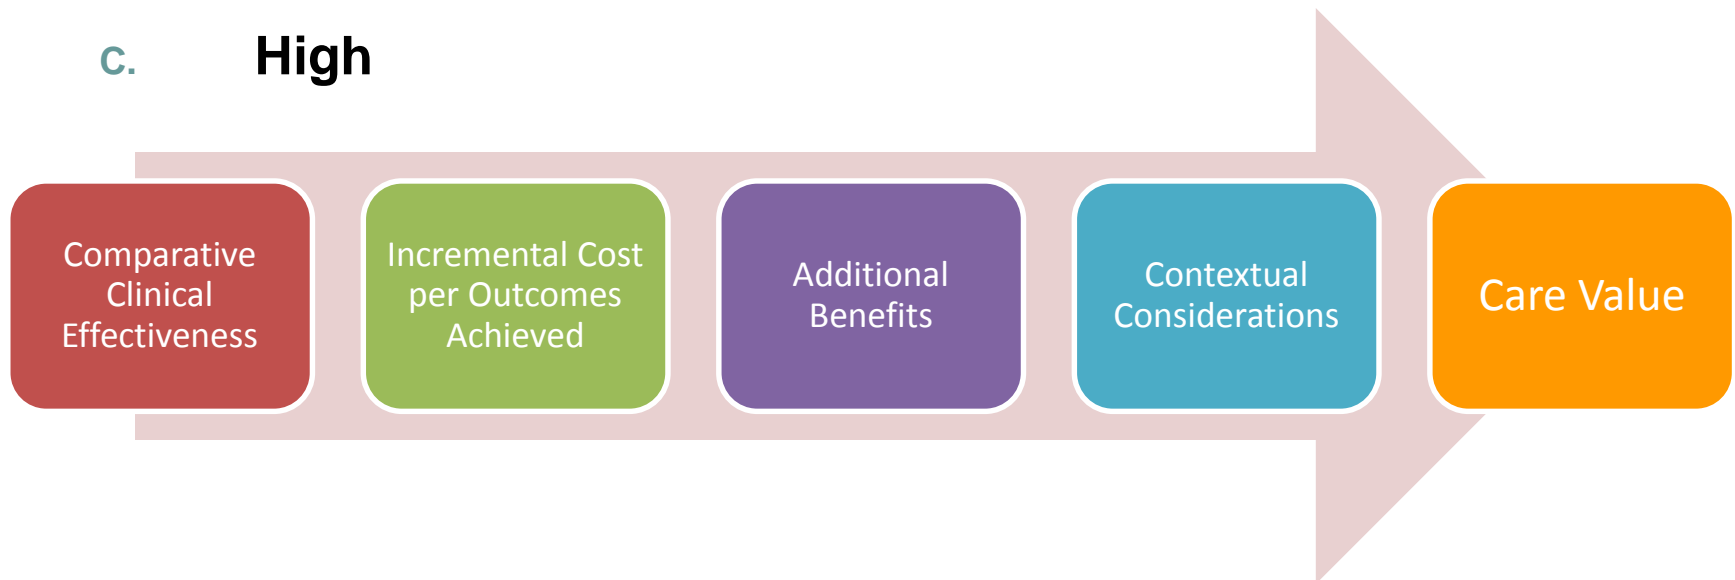 c. High
Comparative
Clinical
Effectiveness
Incremental Cost
per Outcomes
Achieved
Additional
Benefits
Contextual
Considerations
Care Value